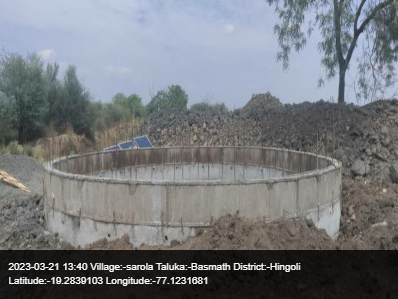 2023-03-21 13:40 Village:-sarola Taluka:-Basmath District:-Hingoli
Latitude:-19.2839103 Longitude:-77.1231681